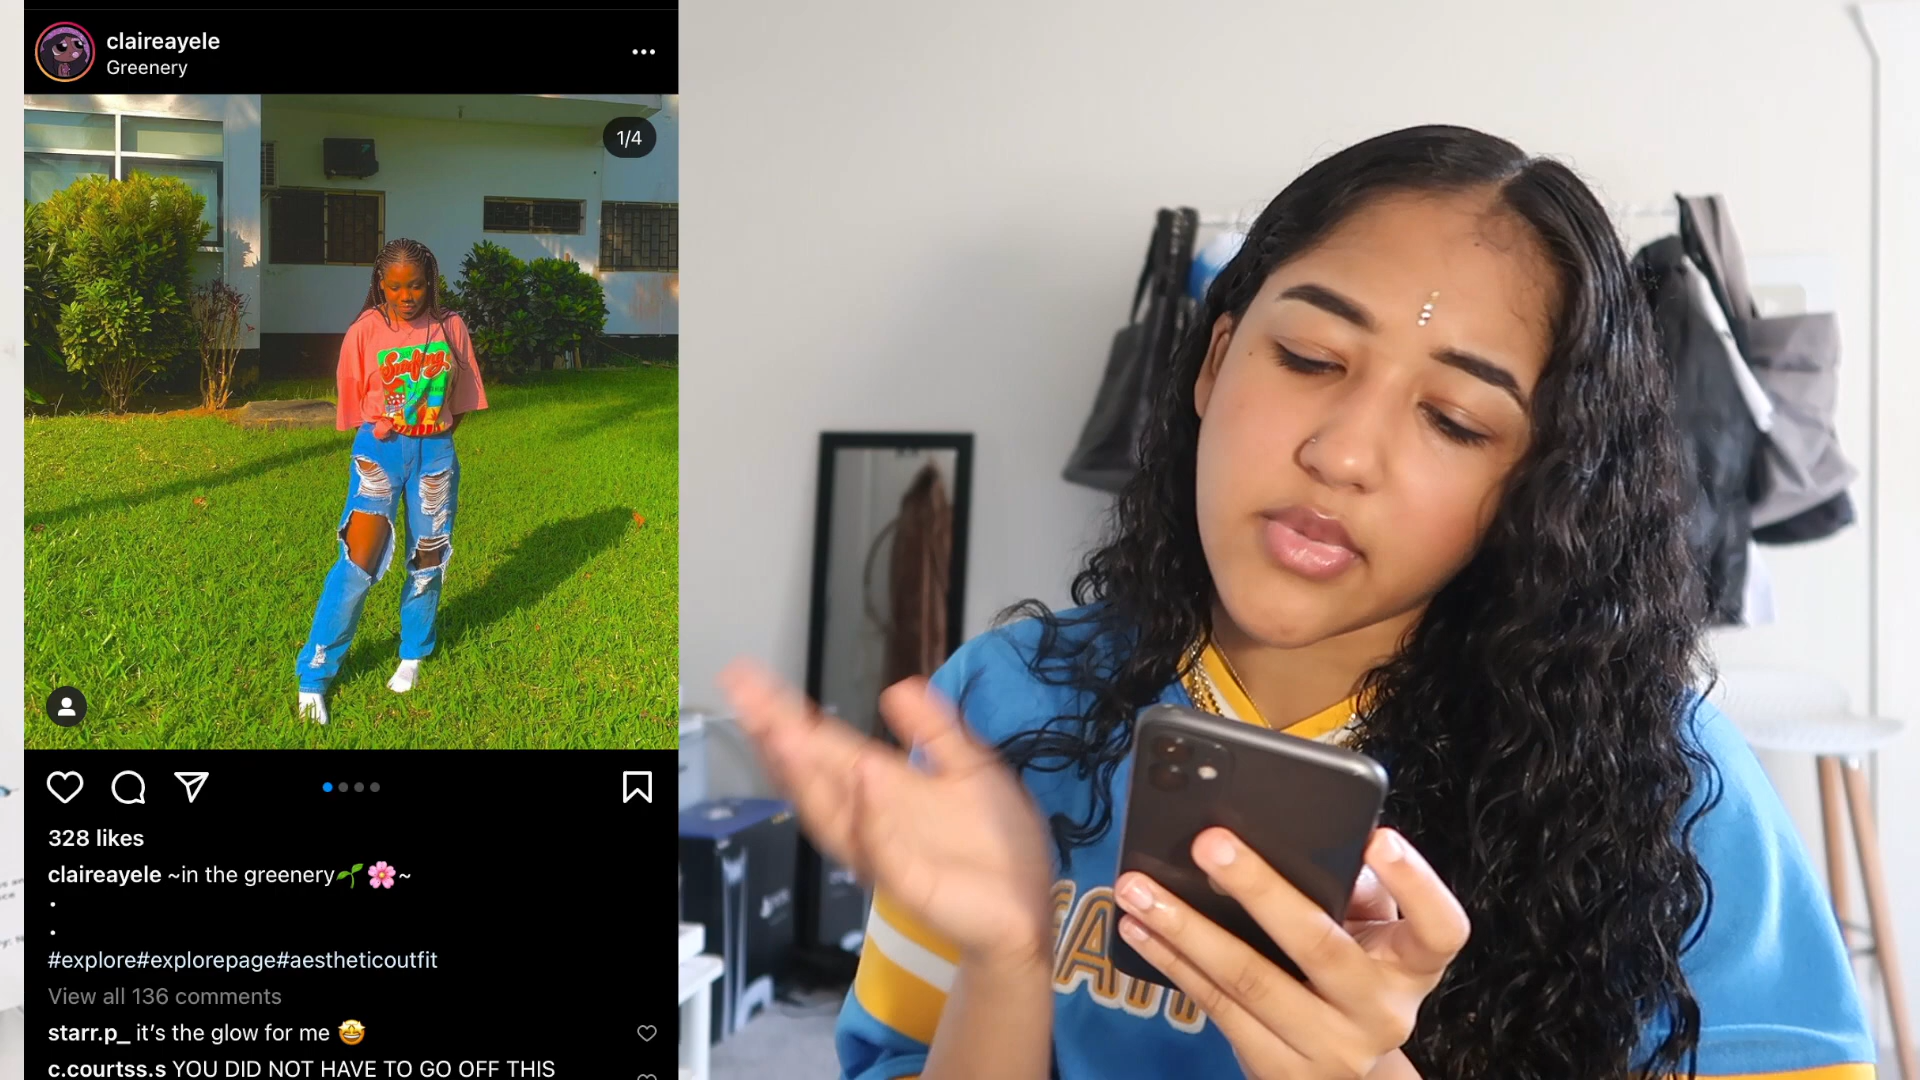 claireayele
Greenery
1/4
Surfing
328 likes
claireayele ~in the greenery🌱🌸~
.
.
#explore#explorepage#aestheticoutfit
View all 136 comments
starr.p_ it’s the glow for me 🤩
c.courtss.s YOU DID NOT HAVE TO GO OFF THIS